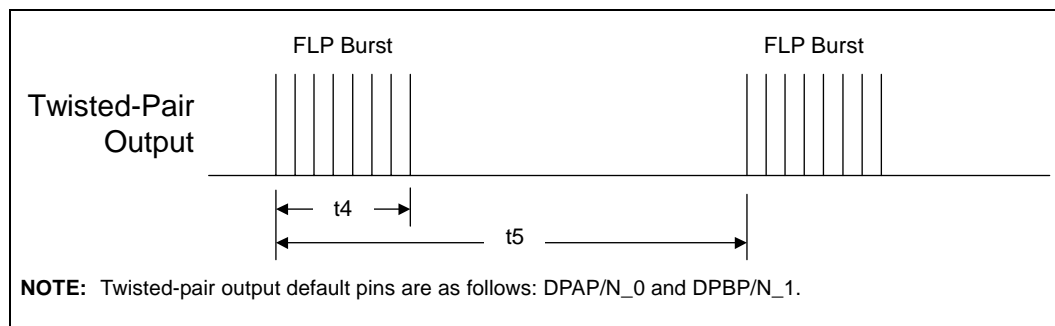 FLP Burst FLP Burst
Twisted-Pair
Output
t4
t5
NOTE: Twisted-pair output default pins are as follows: DPAP/N_0 and DPBP/N_1.